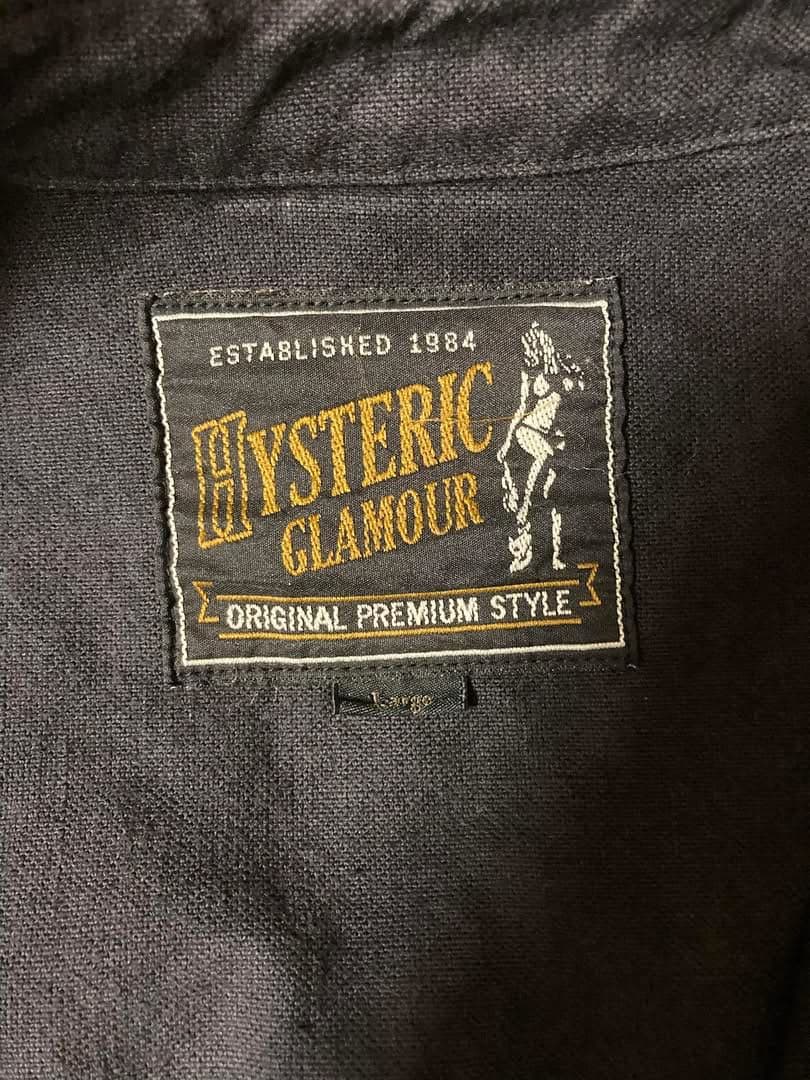 ESTABLISHED 1984
HYSTERIC
GLAMOUR
ORIGINAL PREMIUM STYLE
Large